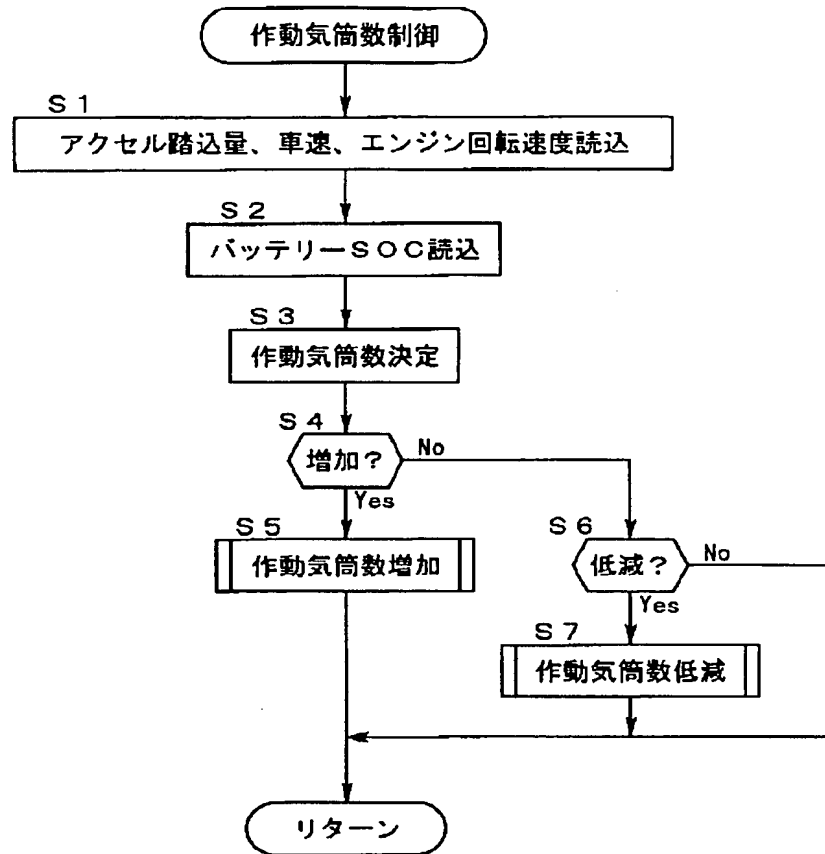 作動気筒数制御
S1
アクセル踏込量、車速、エンジン回転速度読込
S2
バッテリーSOC読込
S3
作動気筒数決定
S4
増加?
No
Yes
S5
作動気筒数増加
S6
低減?
No
Yes
S7
作動気筒数低減
リターン